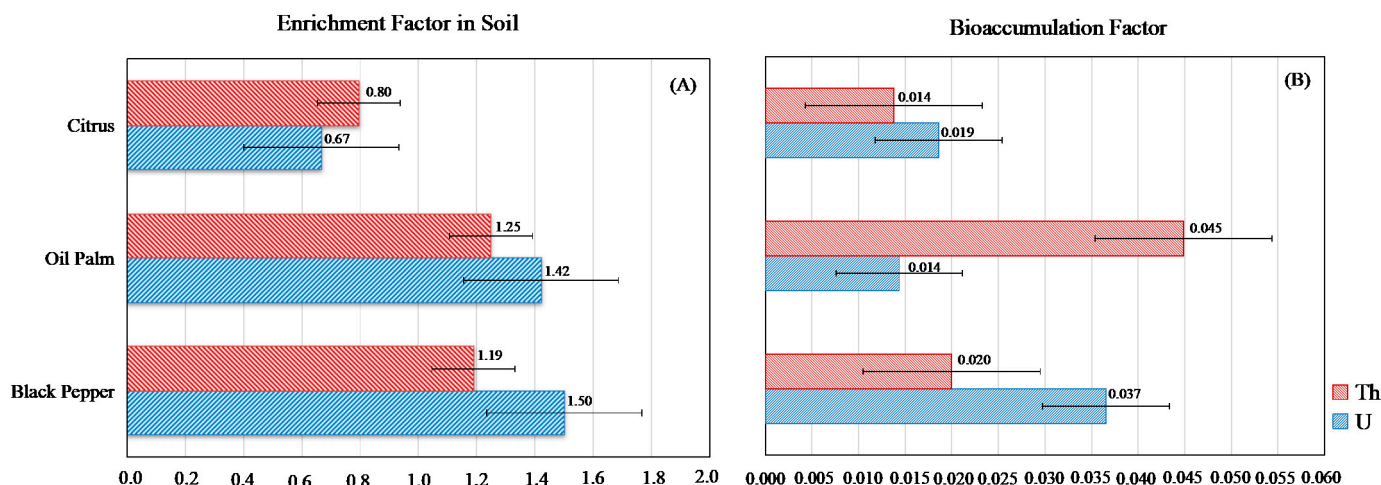 Enrichment Factor in Soil
(A)
Citrus
0.80
0.67
Oil Palm
1.25
1.42
Black Pepper
1.19
1.50
0.0 0.2 0.4 0.6 0.8 1.0 1.2 1.4 1.6 1.8 2.0
Bioaccumulation Factor
(B)
0.014
0.019
0.045
0.014
0.020
0.037
0.000 0.005 0.010 0.015 0.020 0.025 0.030 0.035 0.040 0.045 0.050 0.055 0.060
Th
U